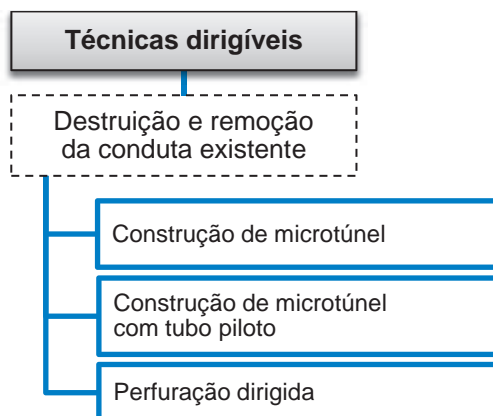 Técnicas dirigíveis
Destruição e remoção
da conduta existente
Construção de microtúnel
Construção de microtúnel
com tubo piloto
Perfuração dirigida